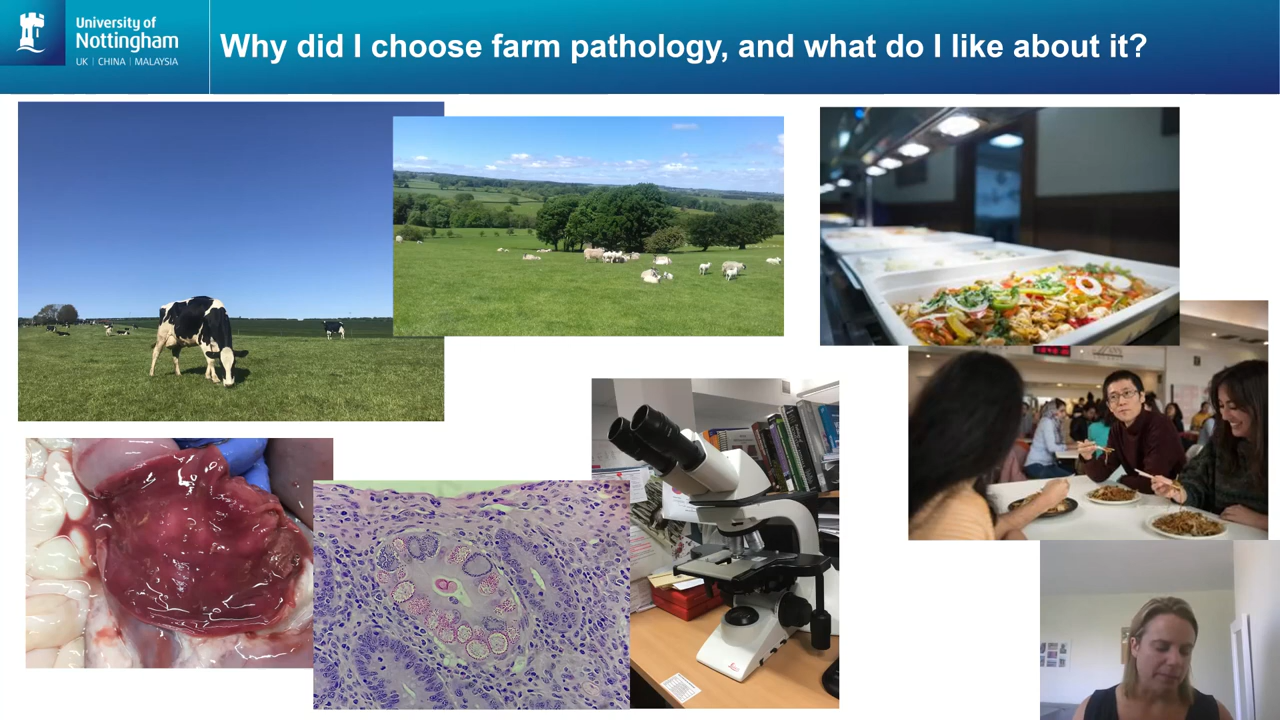 University of
Nottingham
UK | CHINA | MALAYSIA
Why did I choose farm pathology, and what do I like about it?